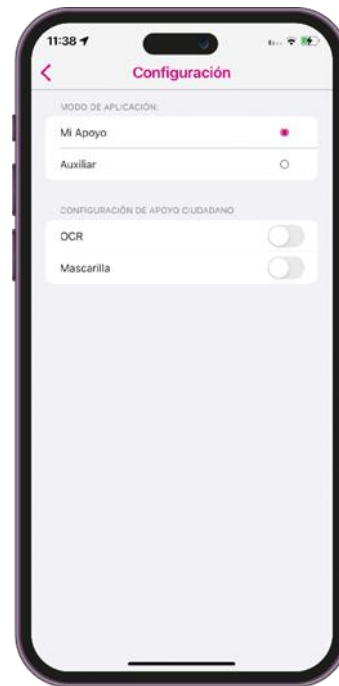 11:38
Configuración
MODO DE APLICACIÓN:
Mi Apoyo
Auxiliar
CONFIGURACIÓN DE APOYO CIUDADANO
OCR
Mascarilla